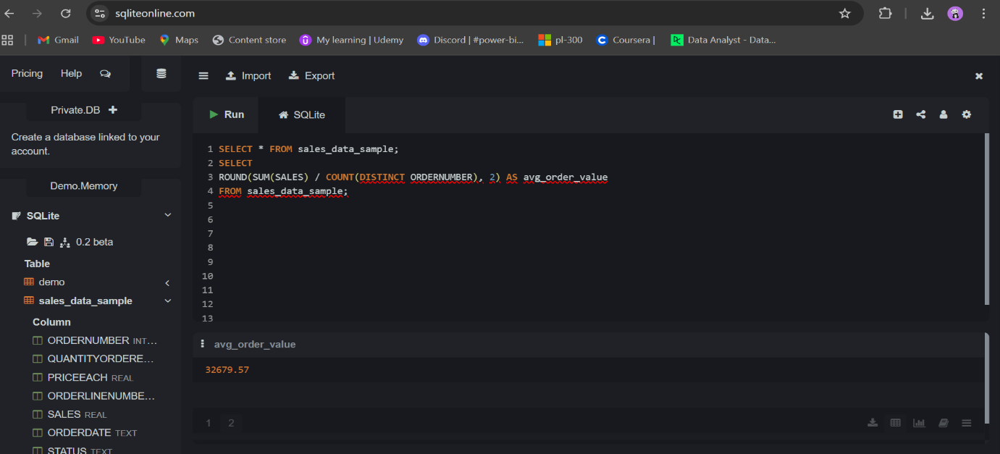 sqliteonline.com
Gmail YouTube Maps Content store My learning | Udemy Discord | #power-bi... pl-300 Coursera | Data Analyst - Data...
Pricing Help
Import Export
Private.DB
Create a database linked to your
account.
Demo.Memory
SQLite
0.2 beta
Table
demo
sales_data_sample
Column
ORDERNUMBER INT...
QUANTITYORDERE...
PRICEEACH REAL
ORDERLINENUMBE...
SALES REAL
ORDERDATE TEXT
STATUS TEXT
Run SQLite
1 SELECT * FROM sales_data_sample;
2 SELECT
3 ROUND(SUM(SALES) / COUNT(DISTINCT ORDERNUMBER), 2) AS avg_order_value
4 FROM sales_data_sample;
5
6
7
8
9
10
11
12
13
avg_order_value
32679.57
1 2